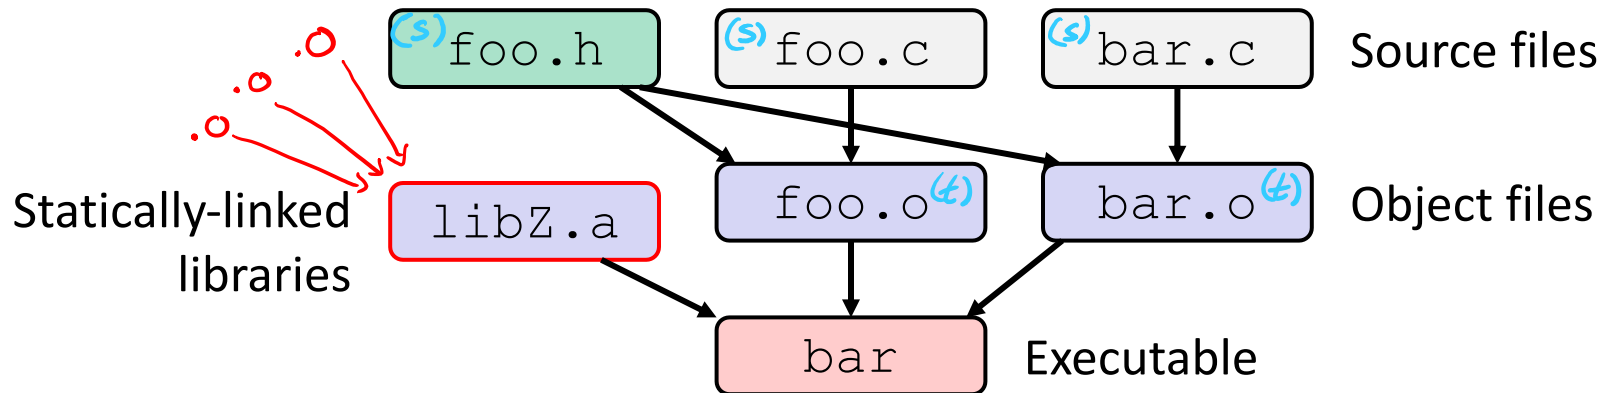 .o (s) foo.h (s) foo.c (s) bar.c Source files
.o
.o
Statically-linked libZ.a foo.o (t) bar.o (t) Object files
libraries
bar Executable